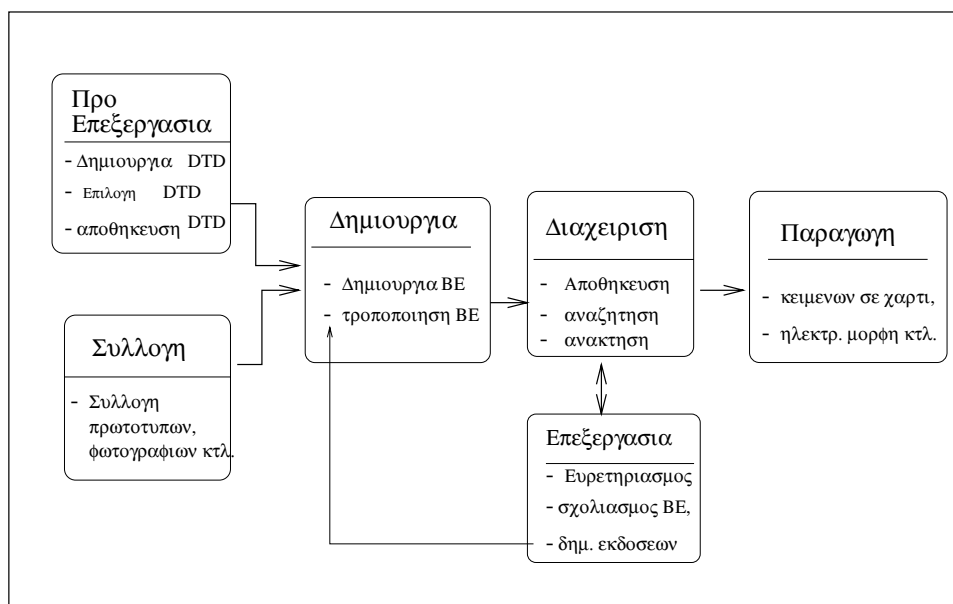 Προ
Επεξεργασια
- Δημιουργια DTD
- Επιλογη DTD
- αποθηκευση DTD
Συλλογη
- Συλλογη
πρωτοτυπων,
φωτογραφιων κτλ.
Δημιουργια
- Δημιουργια ΒΕ
- τροποποιηση ΒΕ
Διαχειριση
- Αποθηκευση
- αναζητηση
- ανακτηση
Επεξεργασια
- Ευρετηριασμος
- σχολιασμος ΒΕ,
- δημ. εκδοσεων
Παραγωγη
- κειμενων σε χαρτι,
- ηλεκτρ. μορφη κτλ.